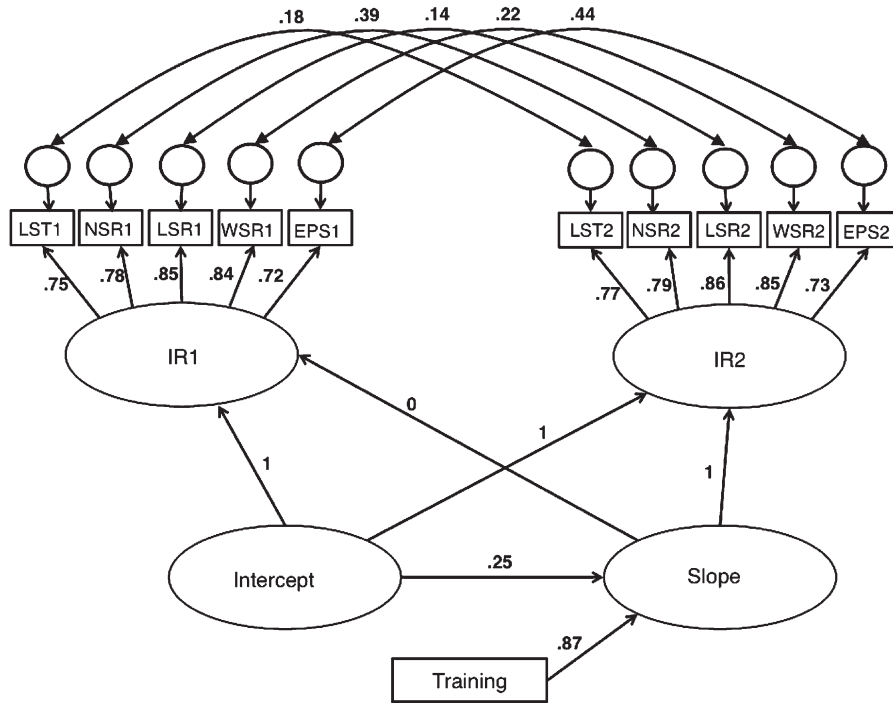 .18 .39 .14 .22 .44
LST1 NSR1 LSR1 WSR1 EPS1 LST2 NSR2 LSR2 WSR2 EPS2
.75 .78 .85 .84 .72 .77 .79 .86 .85 .73
IR1 IR2
0 1
1 1
Intercept .25 Slope
.87
Training